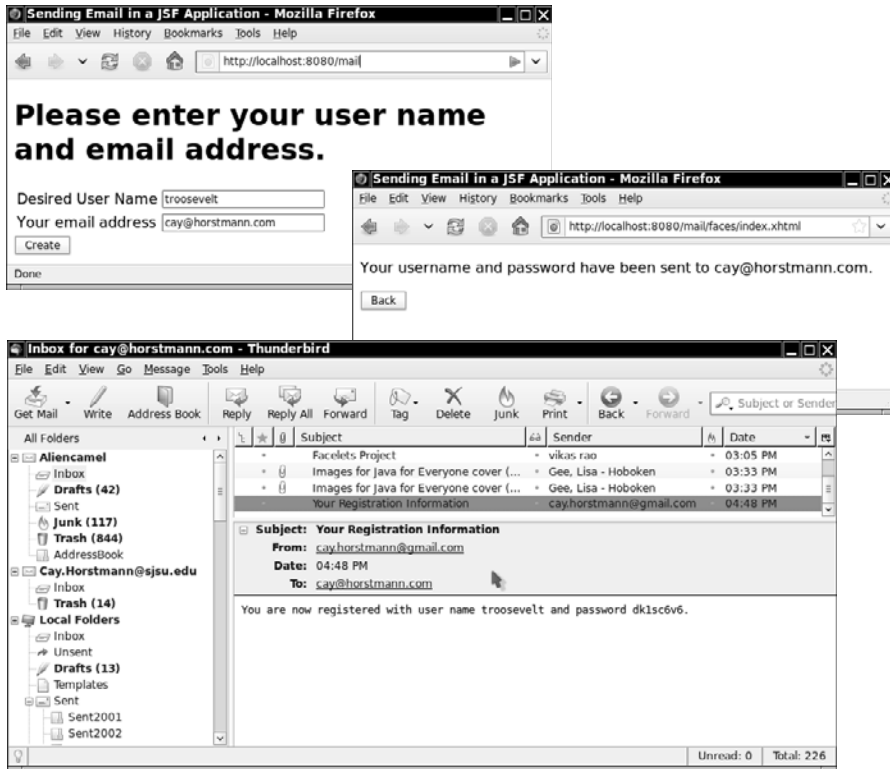 Sending Email in a JSF Application - Mozilla Firefox
File Edit View History Bookmarks Tools Help
http://localhost:8080/mail
Please enter your user name
and email address.
Desired User Name troosevelt
Your email address cay@horstmann.com
Create
Done
Sending Email in a JSF Application - Mozilla Firefox
File Edit View History Bookmarks Tools Help
http://localhost:8080/mail/faces/index.xhtml
Your username and password have been sent to cay@horstmann.com.
Back
Inbox for cay@horstmann.com - Thunderbird
File Edit View Go Message Tools Help
Get Mail Write Address Book Reply Reply All Forward Tag Delete Junk Print Back Forward Subject or Sender
All Folders
Aliencamel
Inbox
Drafts (42)
Sent
Junk (117)
Trash (844)
AddressBook
Cay.Horstmann@sjsu.edu
Inbox
Trash (14)
Local Folders
Inbox
Unsent
Drafts (13)
Templates
Sent
Sent2001
Sent2002
Subject Sender Date
Facelets Project vikas rao 03:05 PM
Images for Java for Everyone cover (... Gee, Lisa - Hoboken 03:33 PM
Images for Java for Everyone cover (... Gee, Lisa - Hoboken 03:33 PM
Your Registration Information cay.horstmann@gmail.com 04:48 PM
Subject: Your Registration Information
From: cay.horstmann@gmail.com
Date: 04:48 PM
To: cay@horstmann.com
You are now registered with user name troosevelt and password dk1sc6v6.
Unread: 0 Total: 226